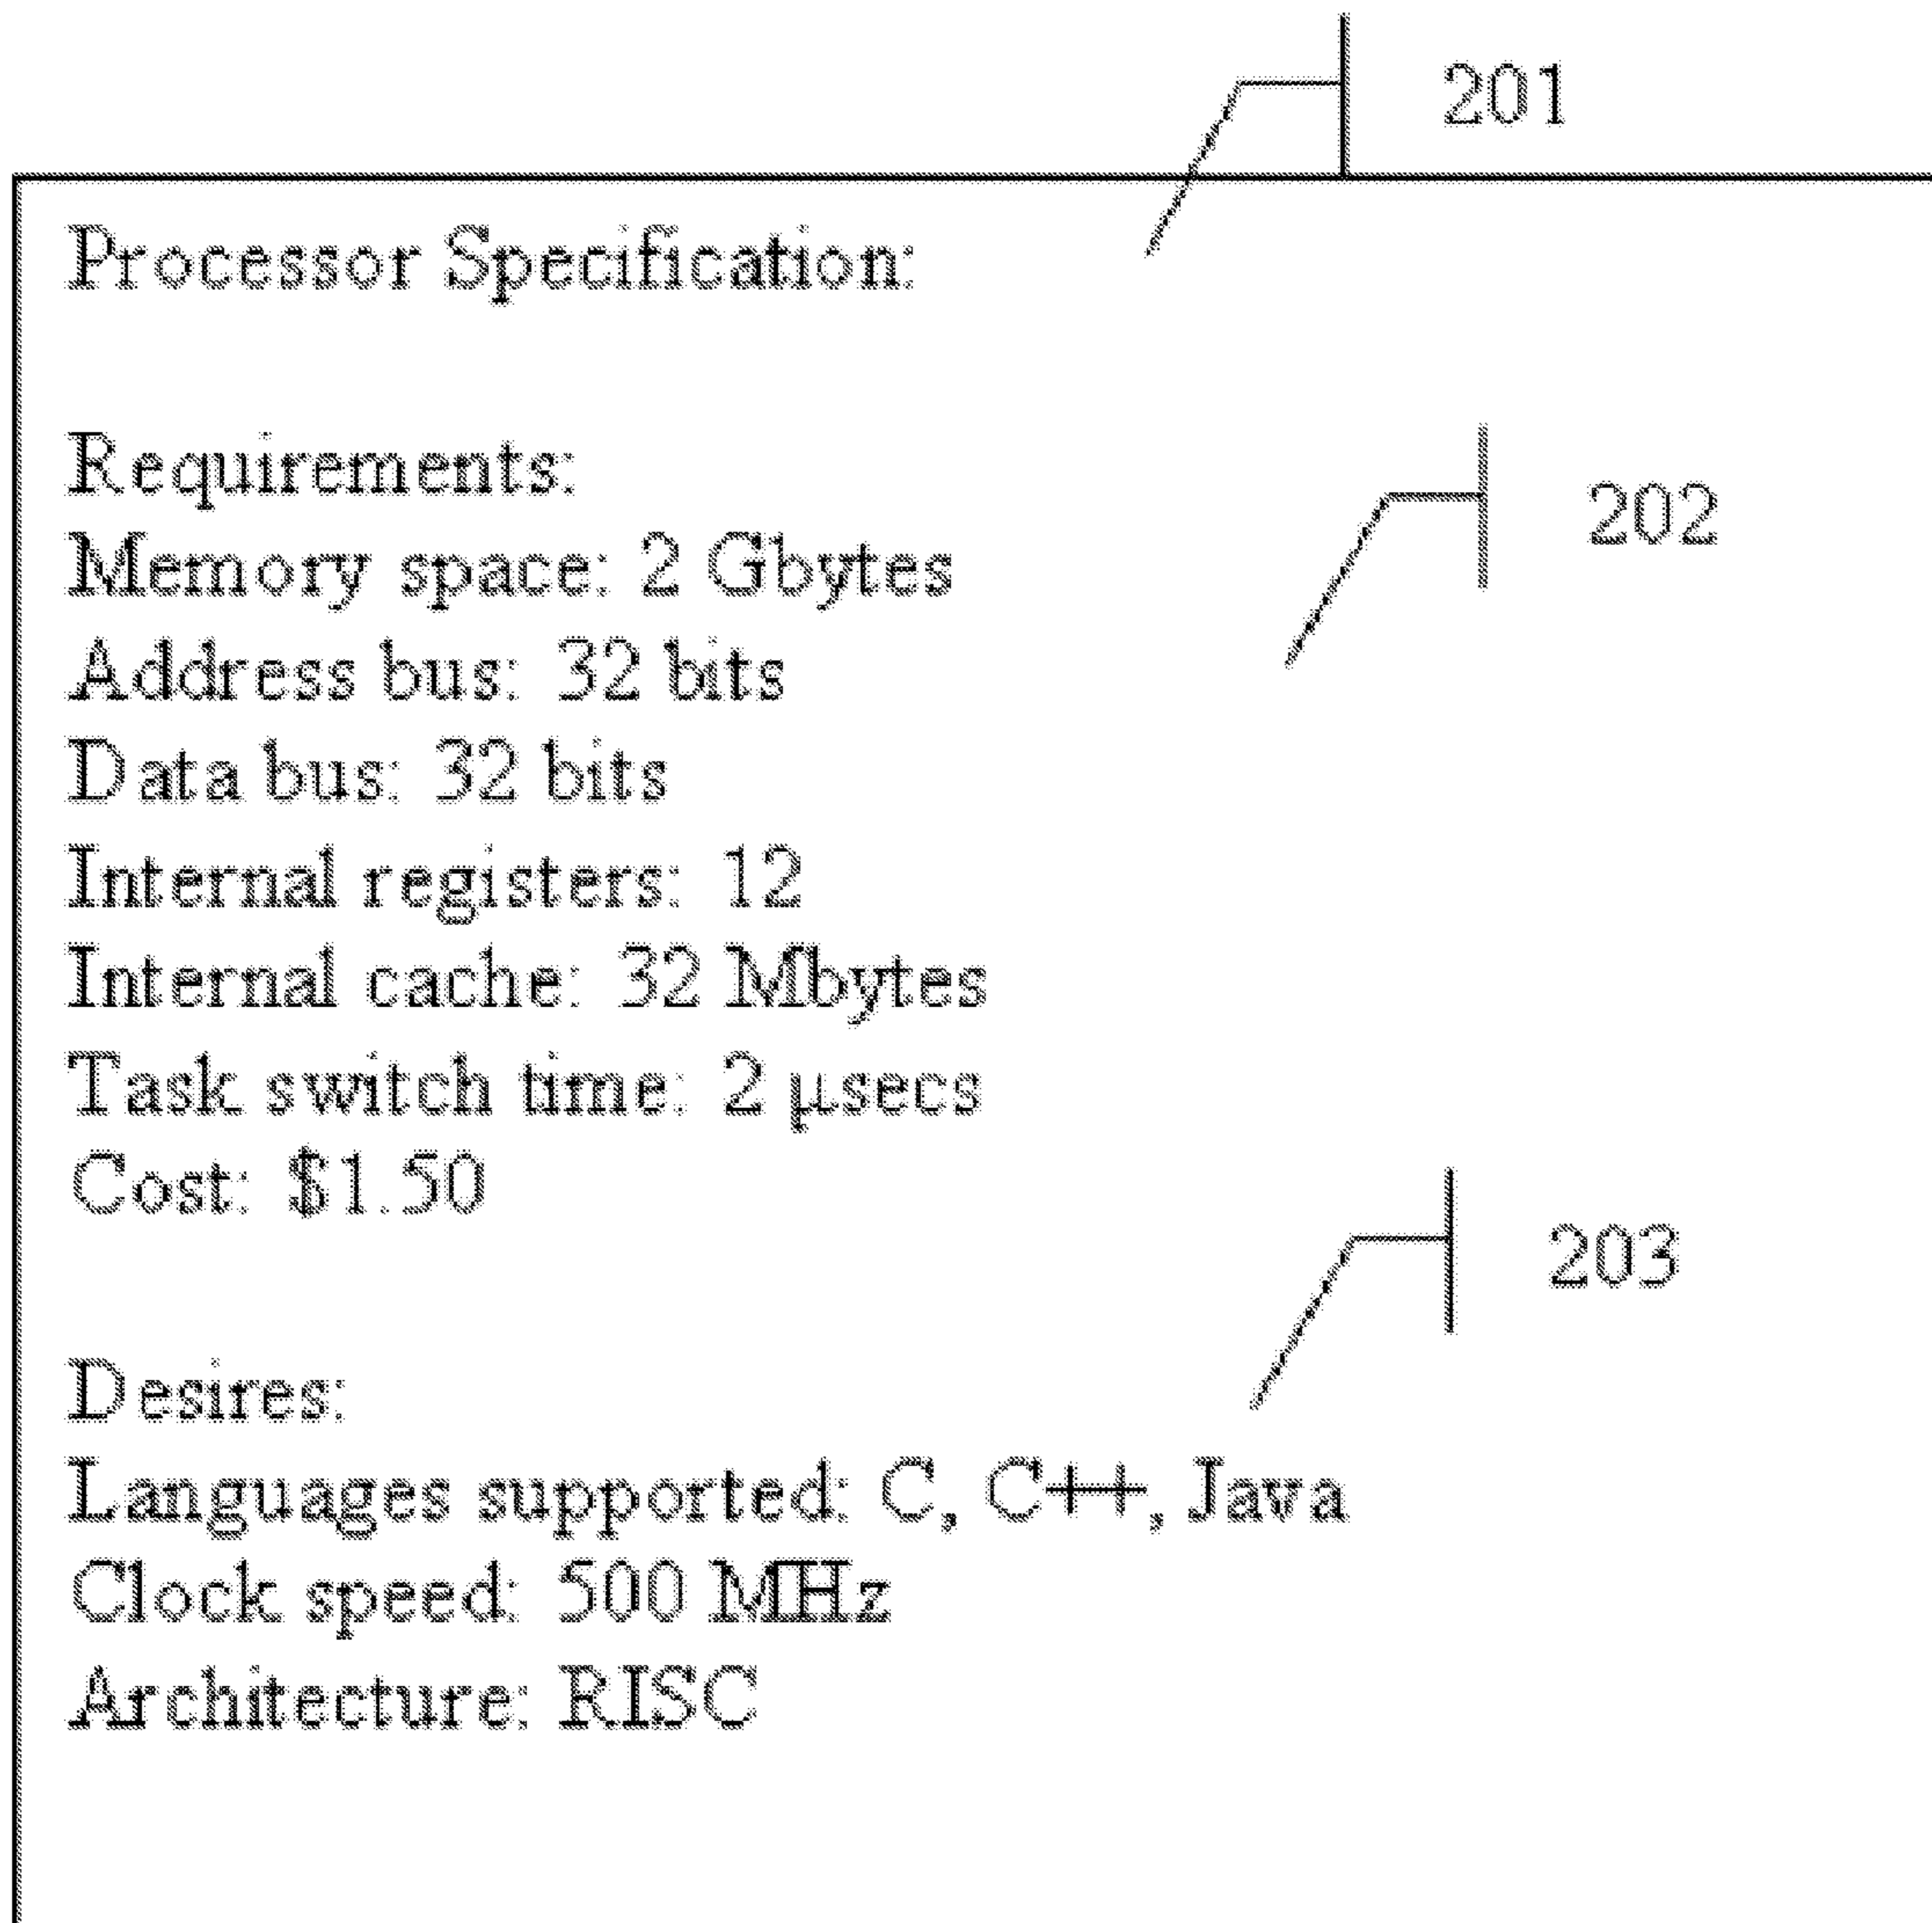 201
Processor Specification:
Requirements:
202
Memory space: 2 Gbytes
Address bus: 32 bits
Data bus: 32 bits
Internal registers: 12
Internal cache: 32 Mbytes
Task switch time: 2 μsecs
Cost: $1.50
203
Desires:
Languages supported: C, C++, Java
Clock speed: 500 MHz
Architecture: RISC